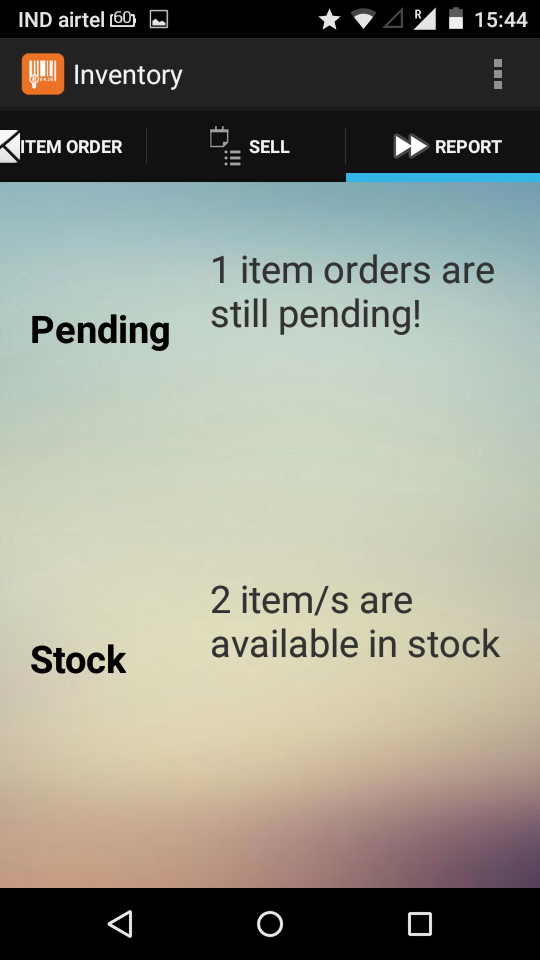 IND airtel 60 R 15:44
Inventory
ITEM ORDER SELL REPORT
1 item orders are
still pending!
Pending
2 item/s are
available in stock
Stock